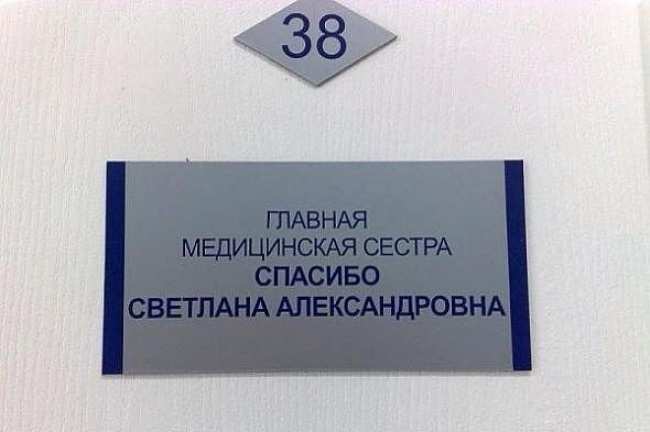 38
ГЛАВНАЯ
МЕДИЦИНСКАЯ СЕСТРА
СПАСИБО
СВЕТЛАНА АЛЕКСАНДРОВНА